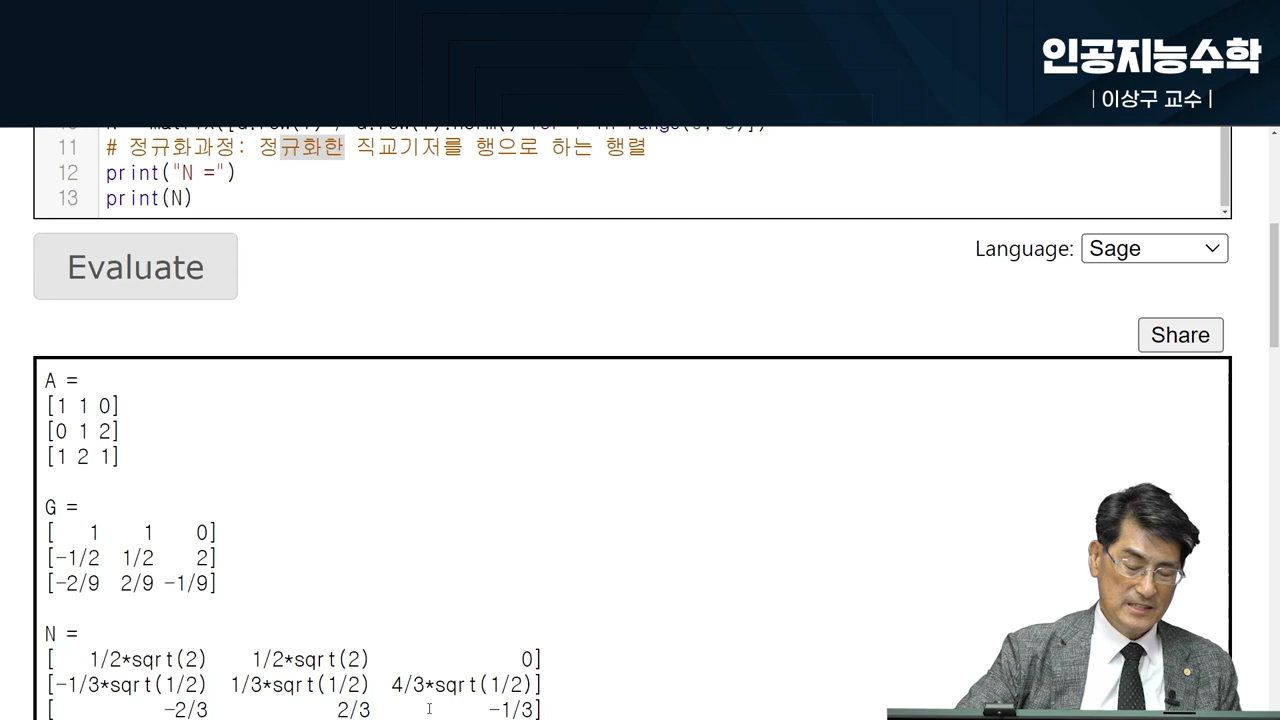 인공지능수학
| 이상구 교수 |
11 # 정규화과정: 정규화한 직교기저를 행으로 하는 행렬
12 print("N =")
13 print(N)
Evaluate
Language: Sage
Share
A =
[1 1 0]
[0 1 2]
[1 2 1]
G =
[ 1 1 0]
[-1/2 1/2 2]
[-2/9 2/9 -1/9]
N =
[ 1/2*sqrt(2) 1/2*sqrt(2) 0]
[-1/3*sqrt(1/2) 1/3*sqrt(1/2) 4/3*sqrt(1/2)]
[ -2/3 2/3 -1/3]